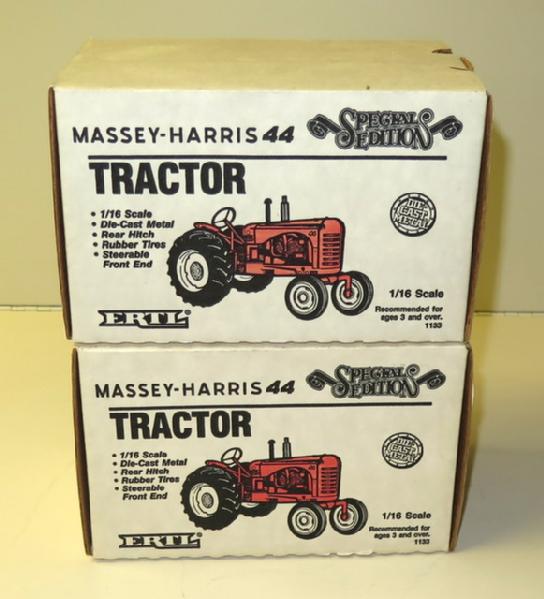 MASSEY-HARRIS 44 SPECIAL EDITION
TRACTOR
• 1/16 Scale
• Die-Cast Metal
• Rear Hitch
• Rubber Tires
• Steerable
Front End
DIE
CAST
METAL
1/16 Scale
Recommended for
ages 3 and over.
1133
ERTL®
MASSEY-HARRIS 44 SPECIAL EDITION
TRACTOR
• 1/16 Scale
• Die-Cast Metal
• Rear Hitch
• Rubber Tires
• Steerable
Front End
DIE
CAST
METAL
1/16 Scale
Recommended for
ages 3 and over.
1133
ERTL®